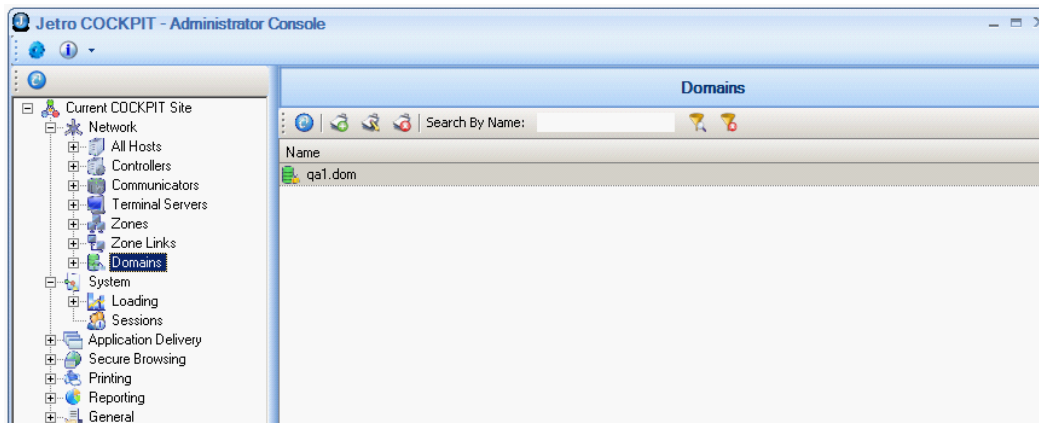 Jetro COCKPIT - Administrator Console
Current COCKPIT Site
Network
All Hosts
Controllers
Communicators
Terminal Servers
Zones
Zone Links
Domains
System
Loading
Sessions
Application Delivery
Secure Browsing
Printing
Reporting
General
Domains
Search By Name:
Name
qa1.dom